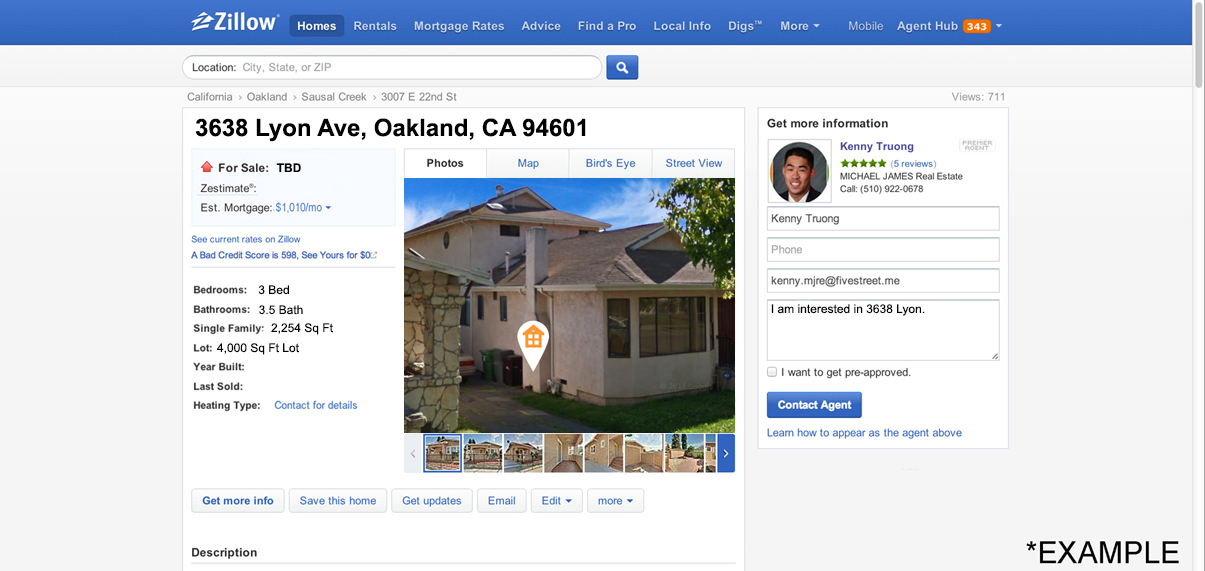 Zillow
Homes Rentals Mortgage Rates Advice Find a Pro Local Info Digs™ More Mobile Agent Hub 343
Location: City, State, or ZIP
California › Oakland › Sausal Creek › 3007 E 22nd St
Views: 711
3638 Lyon Ave, Oakland, CA 94601
For Sale: TBD
Zestimate®:
Est. Mortgage: $1,010/mo
See current rates on Zillow
A Bad Credit Score is 598, See Yours for $0
Bedrooms: 3 Bed
Bathrooms: 3.5 Bath
Single Family: 2,254 Sq Ft
Lot: 4,000 Sq Ft Lot
Year Built:
Last Sold:
Heating Type: Contact for details
Photos Map Bird's Eye Street View
Get more info Save this home Get updates Email Edit more
Description
Get more information
Kenny Truong
PREMIER
AGENT
(5 reviews)
MICHAEL JAMES Real Estate
Call: (510) 922-0678
Kenny Truong
Phone
kenny.mjre@fivestreet.me
I am interested in 3638 Lyon.
I want to get pre-approved.
Contact Agent
Learn how to appear as the agent above
*EXAMPLE